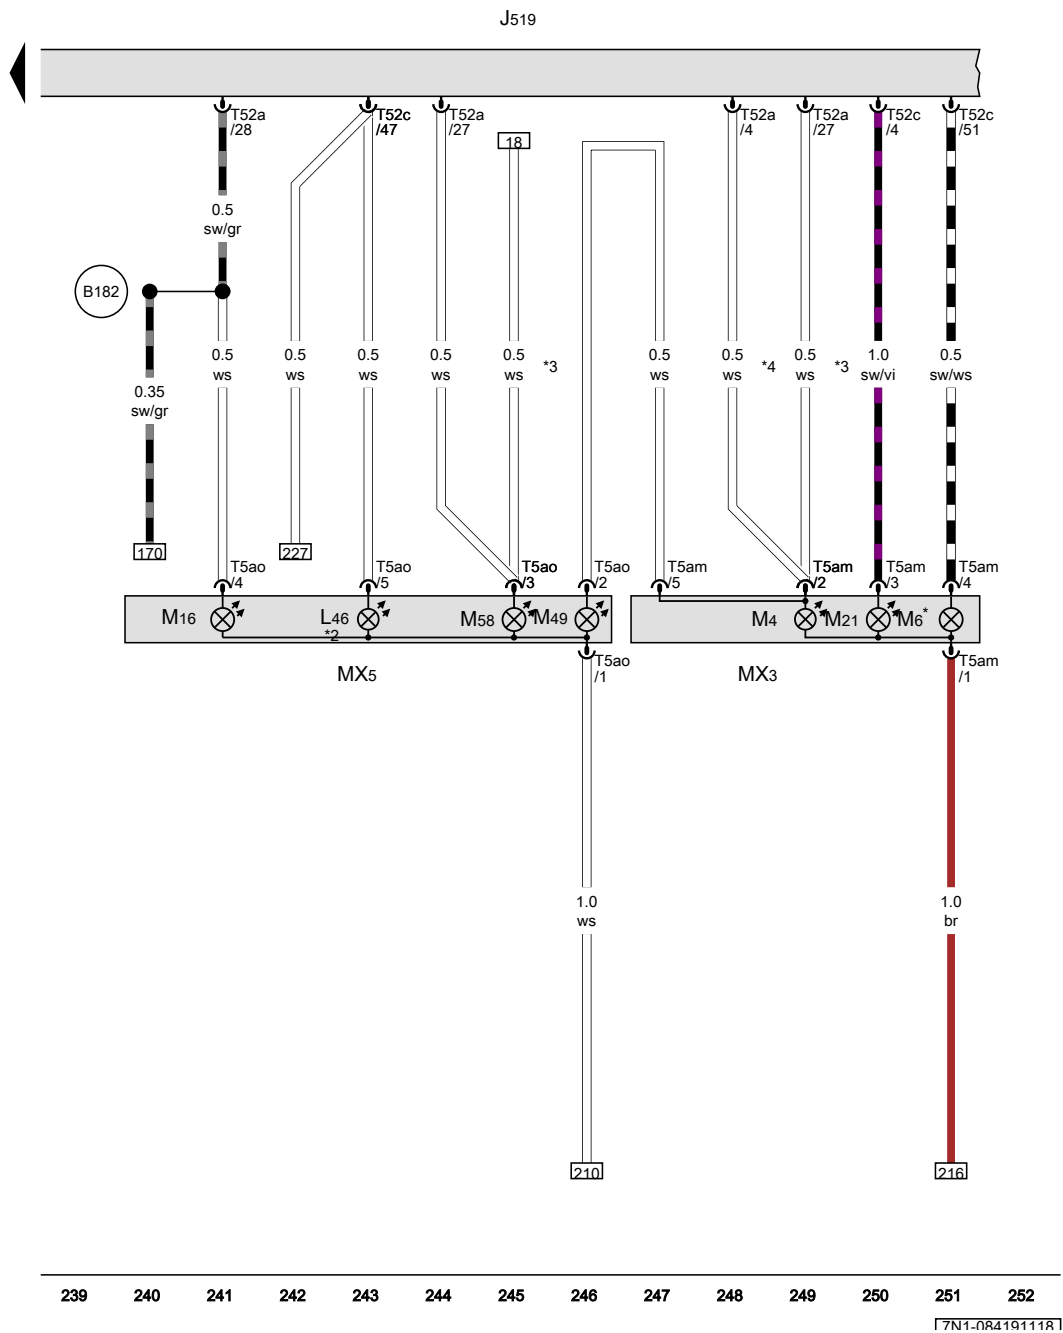 J519
T52a
/28
T52c
/47
T52a
/27
18
T52a
/4
T52a
/27
T52c
/4
T52c
/51
0.5
sw/gr
B182
0.5
ws
0.5
ws
0.5
ws
0.5
ws
0.5
ws
*3
0.5
ws
0.5
ws
*4
0.5
ws
*3
1.0
sw/vi
0.5
sw/ws
0.35
sw/gr
170
227
T5ao
/4
T5ao
/5
T5ao
/3
T5ao
/2
T5am
/5
T5am
/2
T5am
/3
T5am
/4
M16
L46
*2
M58
M49
M4
M21
M6*
MX5
T5ao
/1
MX3
T5am
/1
1.0
ws
1.0
br
210
216
239 240 241 242 243 244 245 246 247 248 249 250 251 252
7N1-084191118